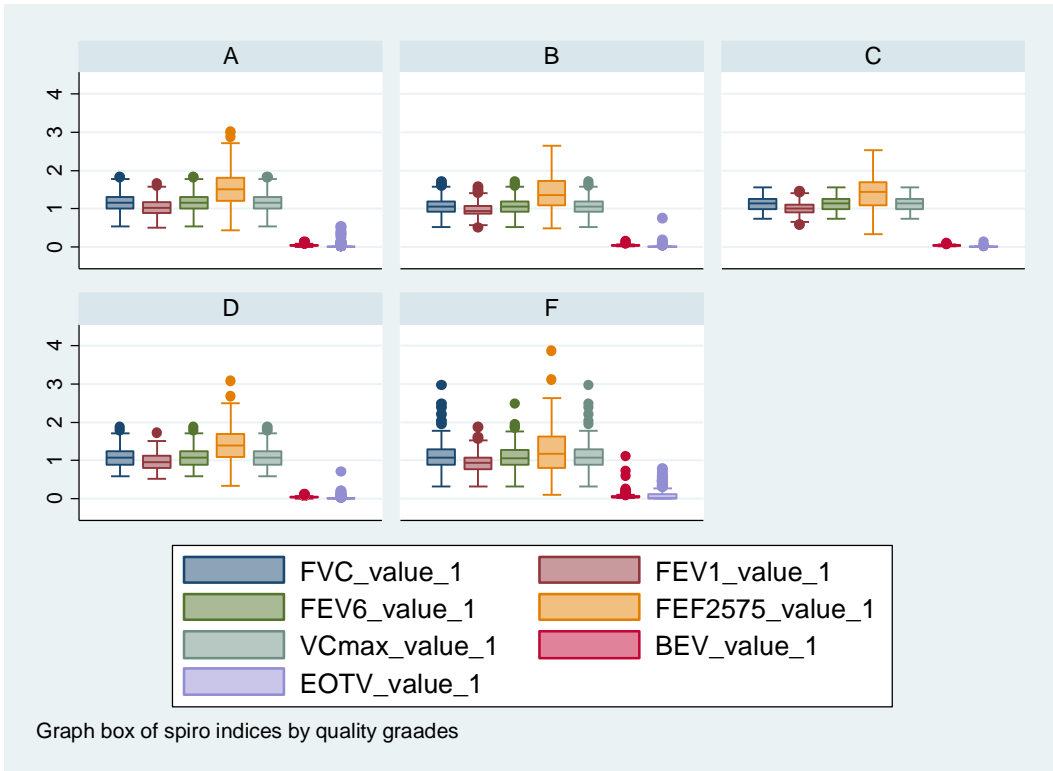 A B C
4
3
2
1
0
D F
4
3
2
1
0
FVC_value_1 FEV1_value_1
FEV6_value_1 FEF2575_value_1
VCmax_value_1 BEV_value_1
EOTV_value_1
Graph box of spiro indices by quality graades